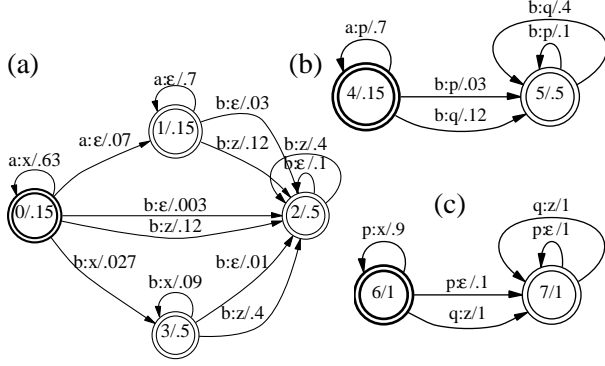 (a)
a:ε/.7
1/.15
b:ε/.03
a:ε/.07
b:z/.12
b:z/.4
b:ε/.1
a:x/.63
0/.15
b:ε/.003
b:z/.12
2/.5
b:x/.027
b:x/.09
b:ε/.01
3/.5
b:z/.4
(b)
a:p/.7
4/.15
b:p/.03
b:q/.12
b:q/.4
b:p/.1
5/.5
(c)
p:x/.9
6/1
p:ε/.1
q:z/1
q:z/1
p:ε/1
7/1